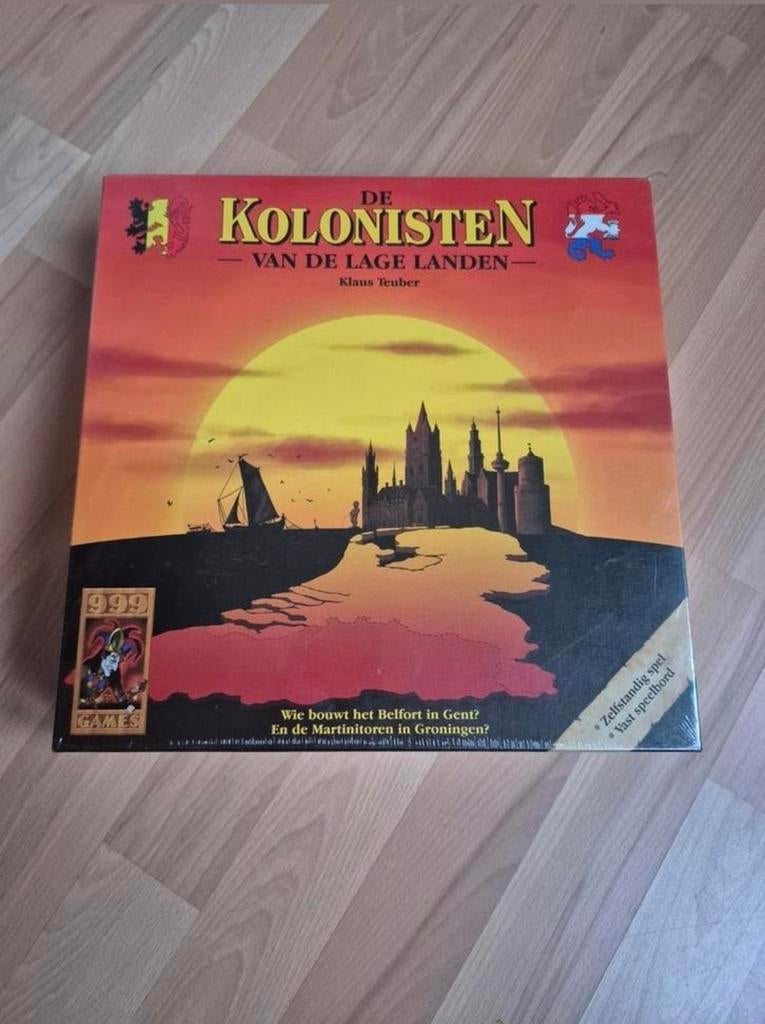 DE
KOLONISTEN
VAN DE LAGE LANDEN
Klaus Teuber
999
GAMES
Wie bouwt het Belfort in Gent?
En de Martinitoren in Groningen?
* Zelfstandig spel
* Vast speelbord